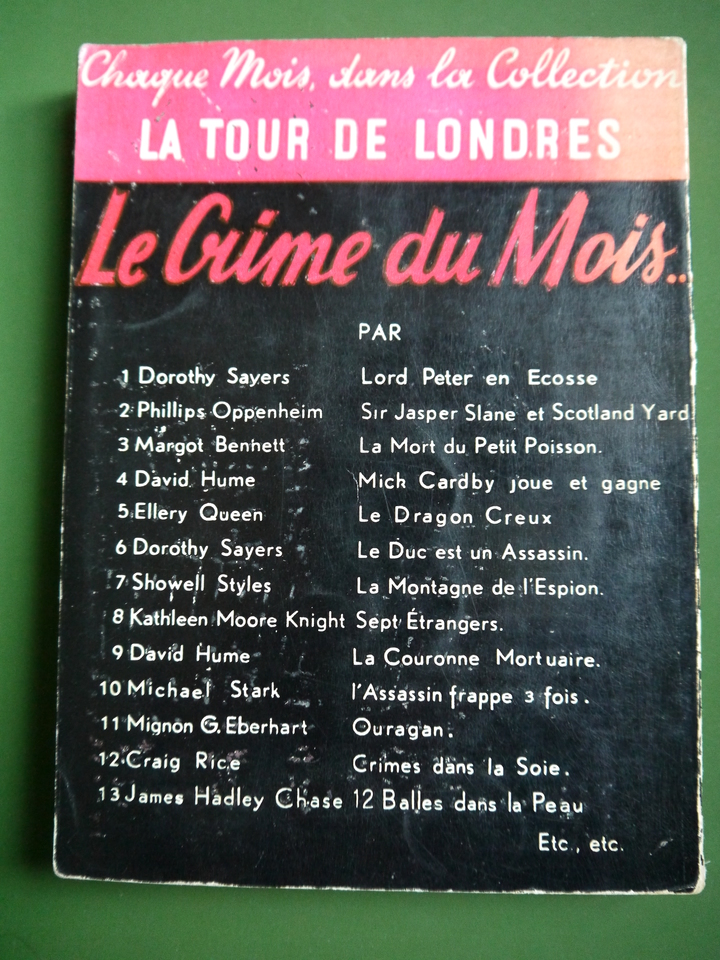 Chaque Mois, dans la Collection
LA TOUR DE LONDRES
Le Crime du Mois...
PAR
1 Dorothy Sayers Lord Peter en Ecosse
2 Phillips Oppenheim Sir Jasper Slane et Scotland Yard
3 Margot Bennett La Mort du Petit Poisson.
4 David Hume Mick Cardby joue et gagne
5 Ellery Queen Le Dragon Creux
6 Dorothy Sayers Le Duc est un Assassin.
7 Showell Styles La Montagne de l'Espion.
8 Kathleen Moore Knight Sept Étrangers.
9 David Hume La Couronne Mortuaire.
10 Michael Stark l'Assassin frappe 3 fois.
11 Mignon G. Eberhart Ouragan.
12 Craig Rice Crimes dans la Soie.
13 James Hadley Chase 12 Balles dans la Peau
Etc., etc.